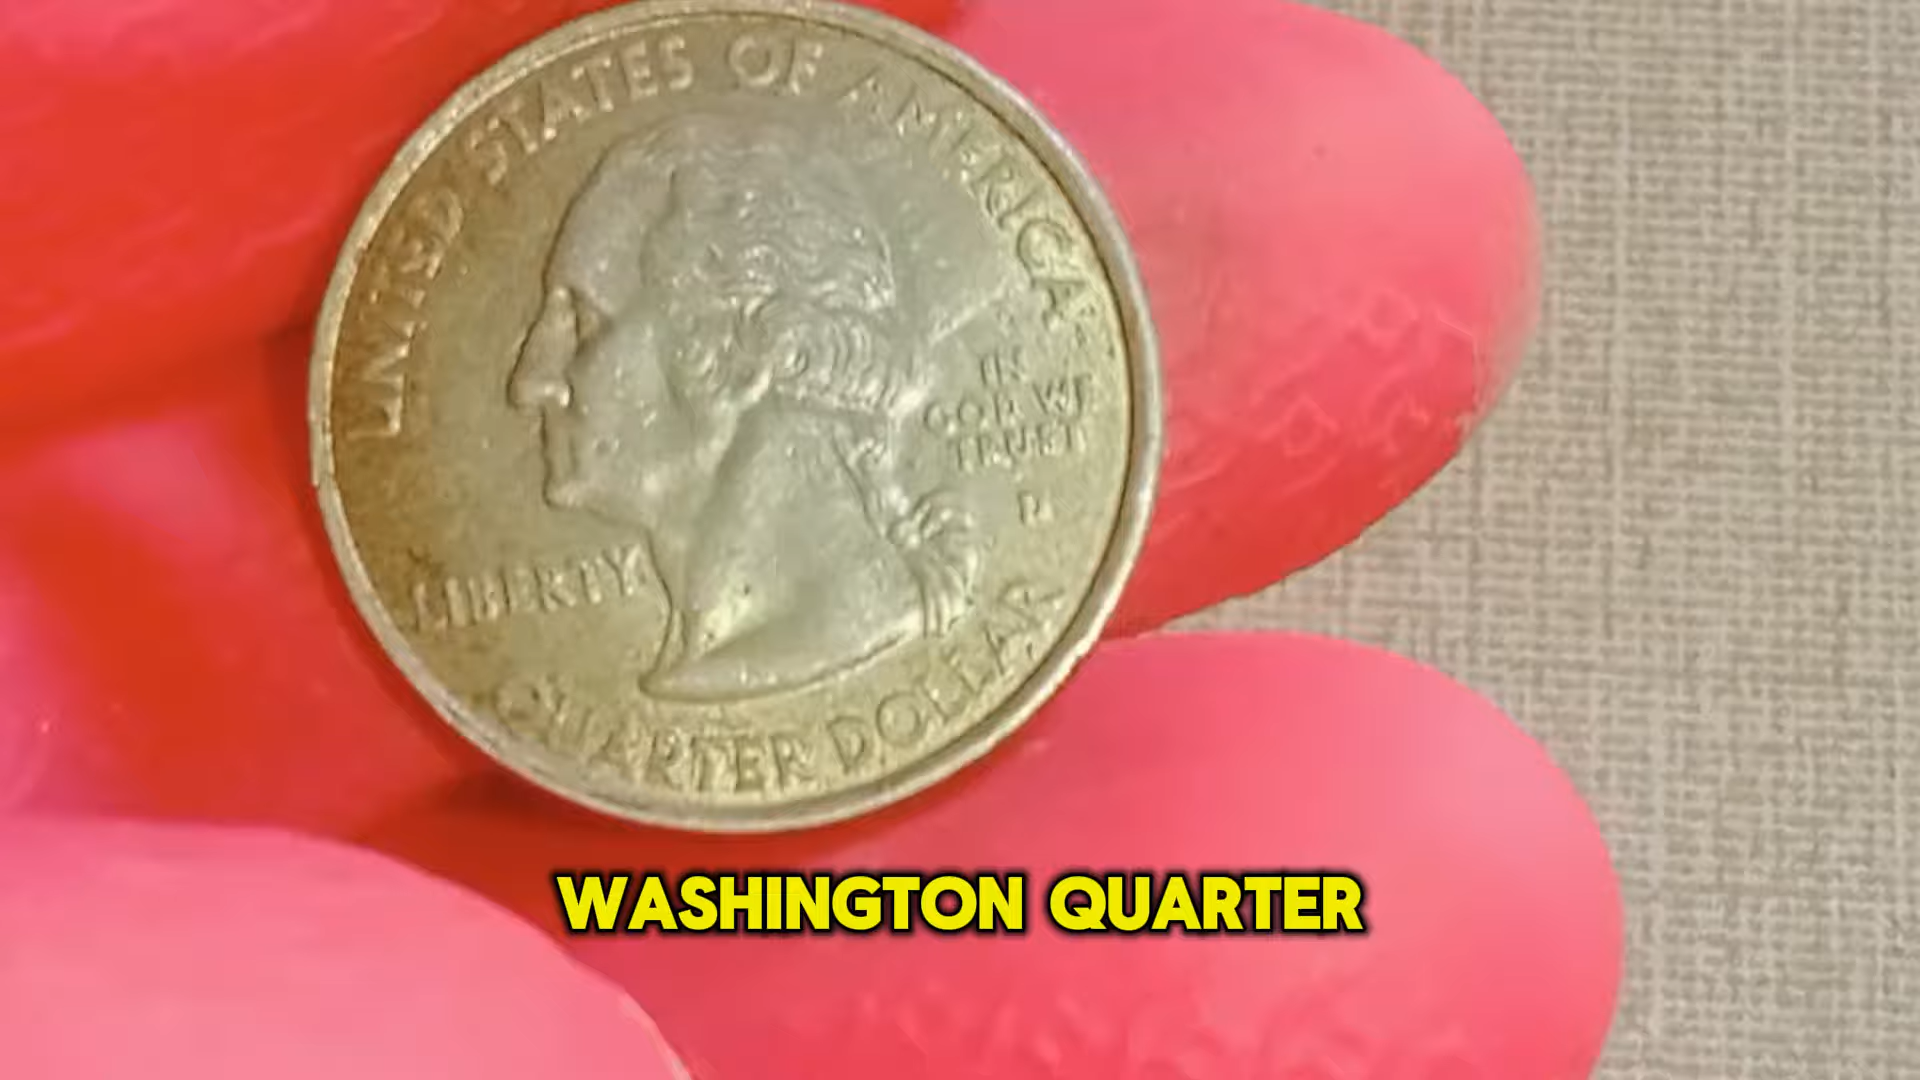 UNITED STATES OF AMERICA
LIBERTY
IN
GOD WE
TRUST
P
QUARTER DOLLAR
WASHINGTON QUARTER